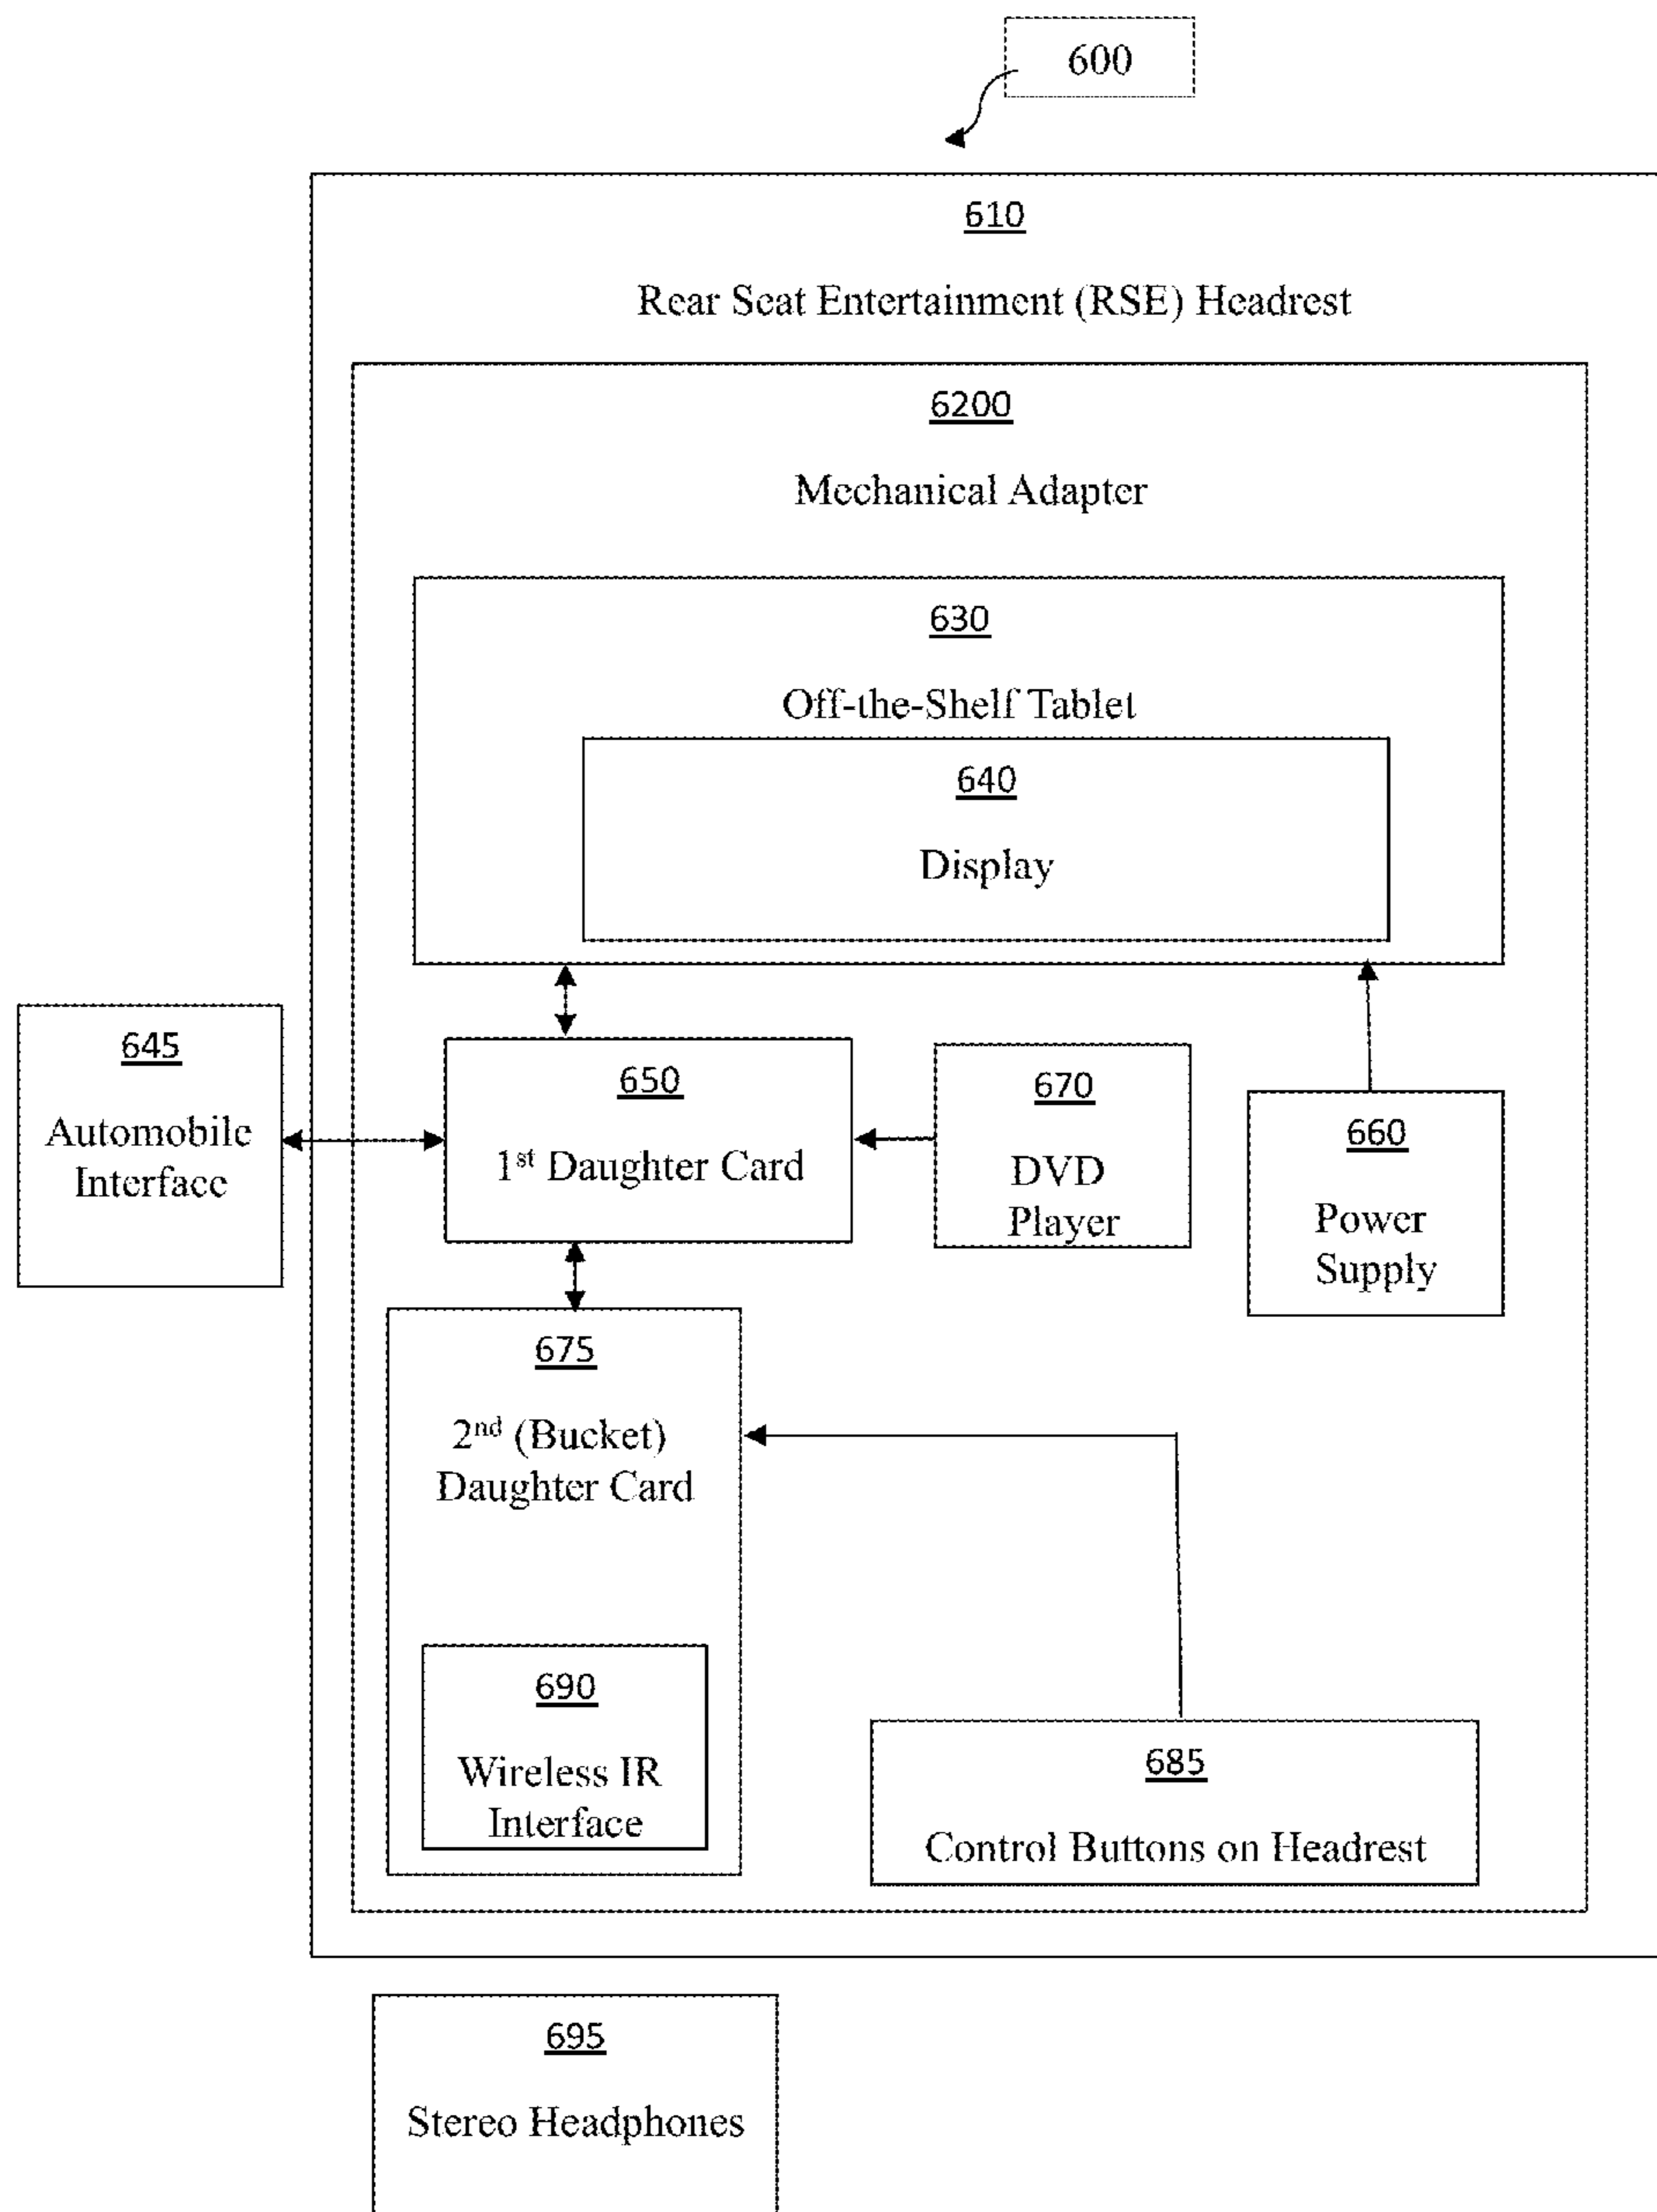 600
610
Rear Seat Entertainment (RSE) Headrest
6200
Mechanical Adapter
630
Off-the-Shelf Tablet
640
Display
645
Automobile
Interface
650
1st Daughter Card
670
DVD
Player
660
Power
Supply
675
2nd (Bucket)
Daughter Card
690
Wireless IR
Interface
685
Control Buttons on Headrest
695
Stereo Headphones